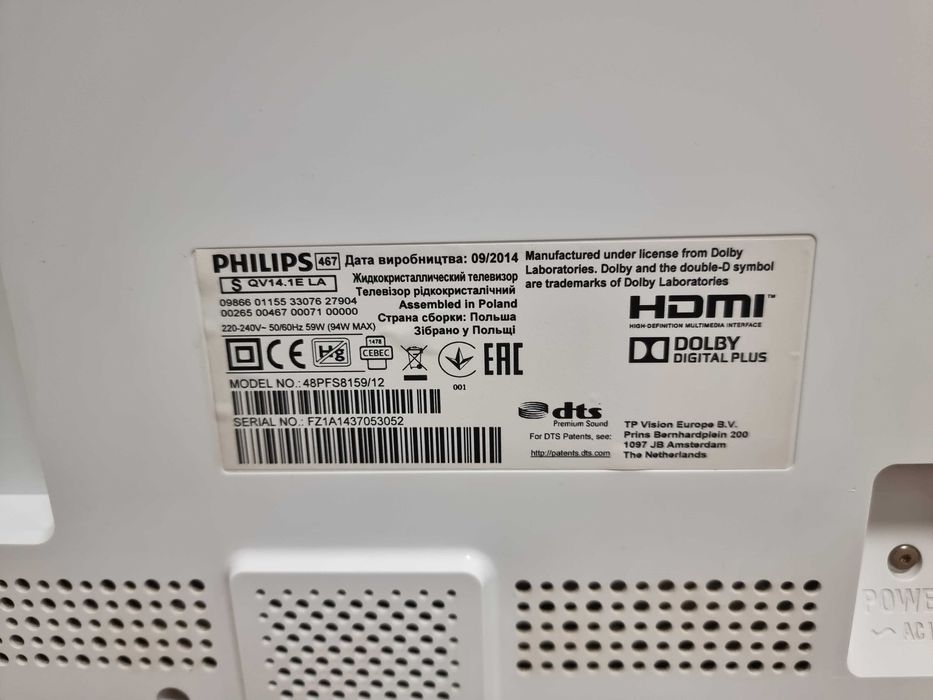 PHILIPS 467 Дата виробництва: 09/2014
S QV14.1E LA
Жидкокристаллический телевизор
Телевізор рідкокристалічний
09866 01155 33076 27904
00265 00467 00071 00000
Assembled in Poland
Страна сборки: Польша
Зібрано у Польщі
220-240V~ 50/60Hz 59W (94W MAX)
CE Hg 1478 CEBEC 001 EAC
MODEL NO.: 48PFS8159/12
SERIAL NO.: FZ1A1437053052
Manufactured under license from Dolby
Laboratories. Dolby and the double-D symbol
are trademarks of Dolby Laboratories
HDMI™
HIGH-DEFINITION MULTIMEDIA INTERFACE
DOLBY
DIGITAL PLUS
dts
Premium Sound
For DTS Patents, see:
http://patents.dts.com
TP Vision Europe B.V.
Prins Bernhardplein 200
1097 JB Amsterdam
The Netherlands
POWE
~ AC1